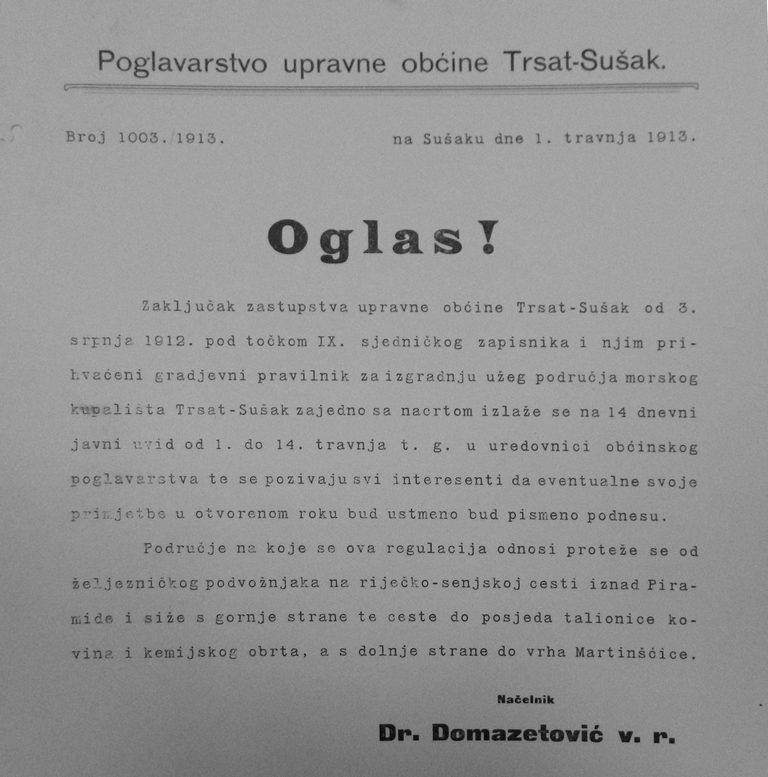 Poglavarstvo upravne obćine Trsat-Sušak.
Broj 1003./1913.
na Sušaku dne 1. travnja 1913.
Oglas!
Zaključak zastupstva upravne obćine Trsat-Sušak od 3.
srpnja 1912. pod točkom IX. sjedničkog zapisnika i njim pri-
hvaćeni gradjevni pravilnik za izgradnju užeg područja morskog
kupališta Trsat-Sušak zajedno sa nacrtom izlaže se na 14 dnevni
javni uvid od 1. do 14. travnja t. g. u uredovnici obćinskog
poglavarstva te se pozivaju svi interesenti da eventualne svoje
primjetbe u otvorenom roku bud ustmeno bud pismeno podnesu.
Područje na koje se ova regulacija odnosi proteže se od
željezničkog podvožnjaka na riječko-senjskoj cesti iznad Pira-
mide i siže s gornje strane te ceste do posjeda talionice ko-
vina i kemijskog obrta, a s dolnje strane do vrha Martinšćice.
Načelnik
Dr. Domazetović v. r.